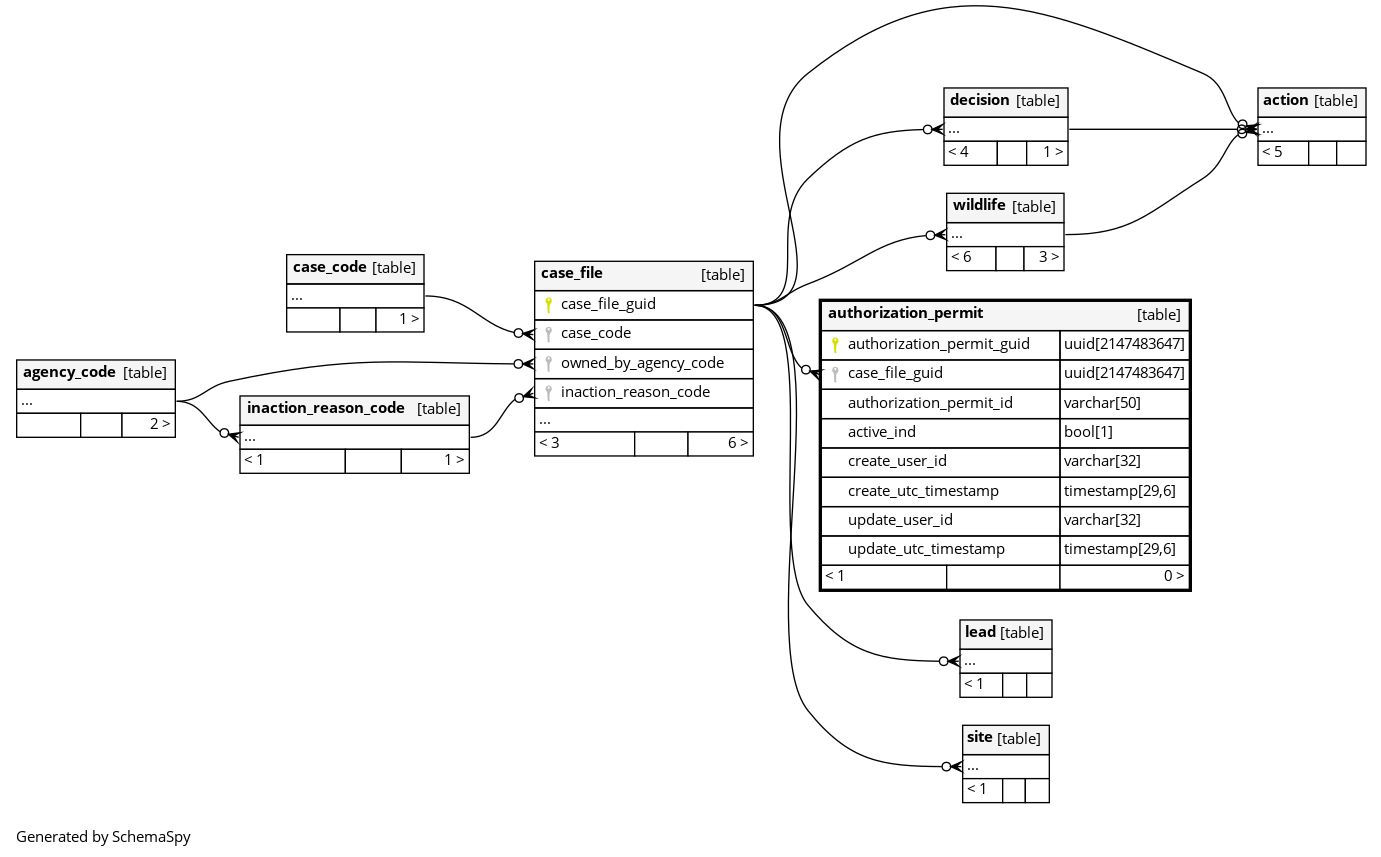 decision [table]
...
< 4 1 >
action [table]
...
< 5
wildlife [table]
...
< 6 3 >
case_code [table]
...
1 >
case_file [table]
case_file_guid
case_code
owned_by_agency_code
inaction_reason_code
...
< 3 6 >
agency_code [table]
...
2 >
inaction_reason_code [table]
...
< 1 1 >
authorization_permit [table]
authorization_permit_guid uuid[2147483647]
case_file_guid uuid[2147483647]
authorization_permit_id varchar[50]
active_ind bool[1]
create_user_id varchar[32]
create_utc_timestamp timestamp[29,6]
update_user_id varchar[32]
update_utc_timestamp timestamp[29,6]
< 1 0 >
lead [table]
...
< 1
site [table]
...
< 1
Generated by SchemaSpy